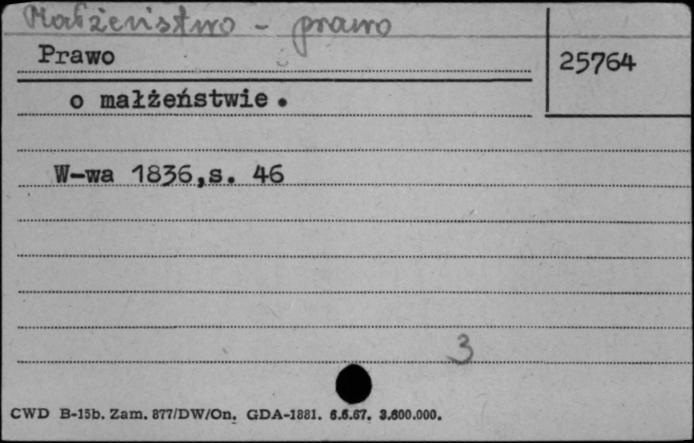 Małżeństwo - prawo
Prawo
25764
o małżeństwie.
W-wa 1836,s. 46
3
CWD B-15b. Zam. 877/DW/On. GDA-1881. 6.6.67. 3.600.000.